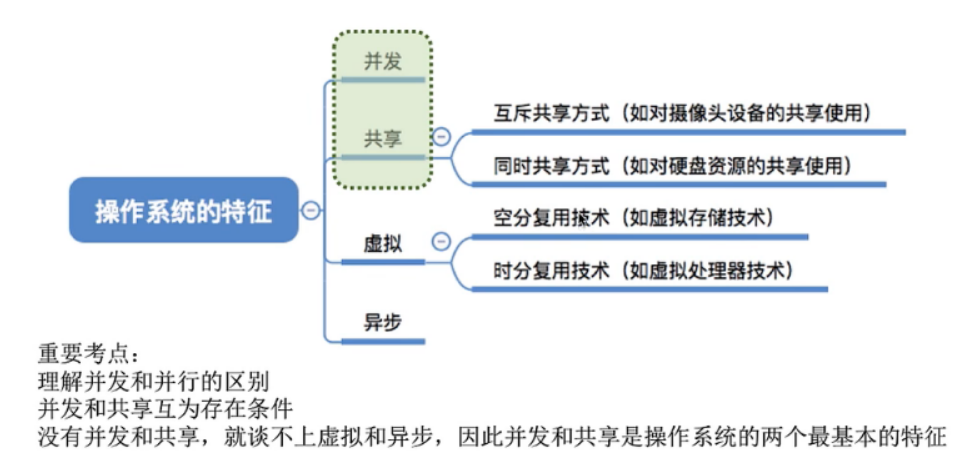 并发
共享
互斥共享方式（如对摄像头设备的共享使用）
同时共享方式（如对硬盘资源的共享使用）
操作系统的特征
虚拟
空分复用技术（如虚拟存储技术）
时分复用技术（如虚拟处理器技术）
异步
重要考点：
理解并发和并行的区别
并发和共享互为存在条件
没有并发和共享，就谈不上虚拟和异步，因此并发和共享是操作系统的两个最基本的特征